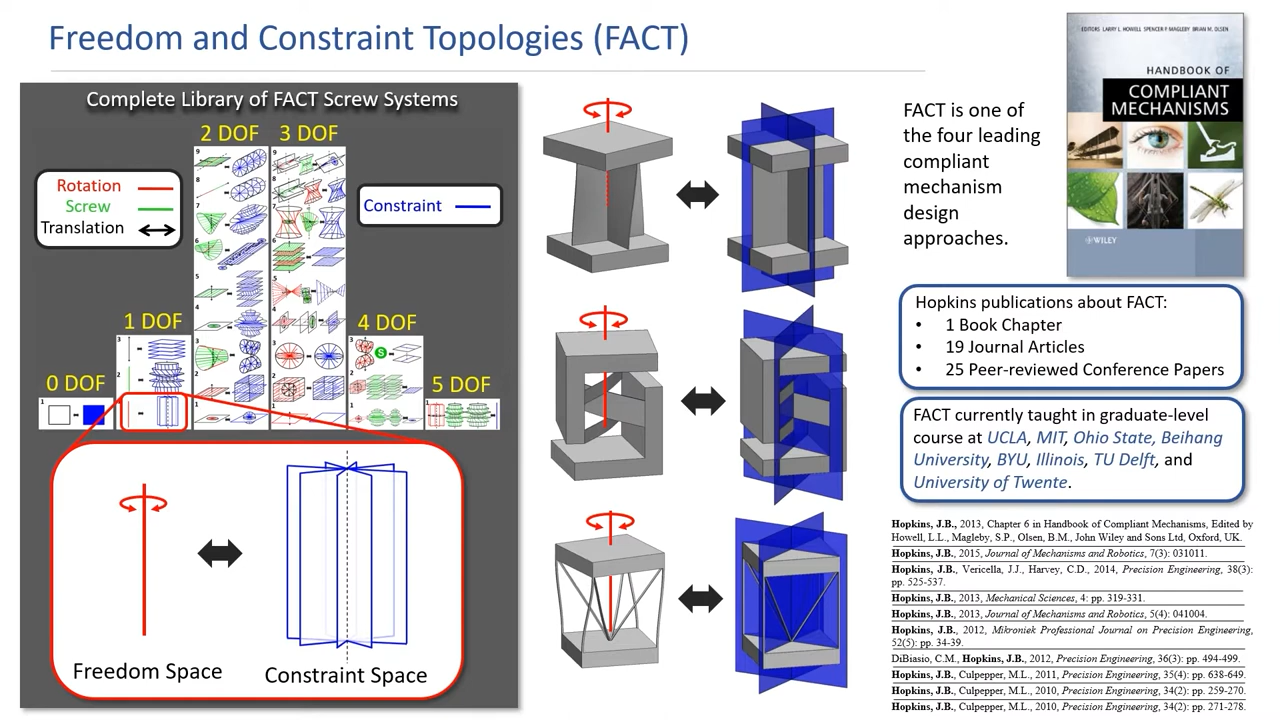 Freedom and Constraint Topologies (FACT)
Complete Library of FACT Screw Systems
2 DOF
3 DOF
Rotation
Screw
Translation
Constraint
1 DOF
4 DOF
0 DOF
5 DOF
Freedom Space
Constraint Space
FACT is one of
the four leading
compliant
mechanism
design
approaches.
EDITORS LARRY L. HOWELL SPENCER P. MAGLEBY BRIAN M. OLSEN
HANDBOOK OF
COMPLIANT
MECHANISMS
WILEY
Hopkins publications about FACT:
• 1 Book Chapter
• 19 Journal Articles
• 25 Peer-reviewed Conference Papers
FACT currently taught in graduate-level
course at UCLA, MIT, Ohio State, Beihang
University, BYU, Illinois, TU Delft, and
University of Twente.
Hopkins, J.B., 2013, Chapter 6 in Handbook of Compliant Mechanisms, Edited by
Howell, L.L., Magleby, S.P., Olsen, B.M., John Wiley and Sons Ltd, Oxford, UK.
Hopkins, J.B., 2015, Journal of Mechanisms and Robotics, 7(3): 031011.
Hopkins, J.B., Vericella, J.J., Harvey, C.D., 2014, Precision Engineering, 38(3):
pp. 525-537.
Hopkins, J.B., 2013, Mechanical Sciences, 4: pp. 319-331.
Hopkins, J.B., 2013, Journal of Mechanisms and Robotics, 5(4): 041004.
Hopkins, J.B., 2012, Mikroniek Professional Journal on Precision Engineering,
52(5): pp. 34-39.
DiBiasio, C.M., Hopkins, J.B., 2012, Precision Engineering, 36(3): pp. 494-499.
Hopkins, J.B., Culpepper, M.L., 2011, Precision Engineering, 35(4): pp. 638-649.
Hopkins, J.B., Culpepper, M.L., 2010, Precision Engineering, 34(2): pp. 259-270.
Hopkins, J.B., Culpepper, M.L., 2010, Precision Engineering, 34(2): pp. 271-278.